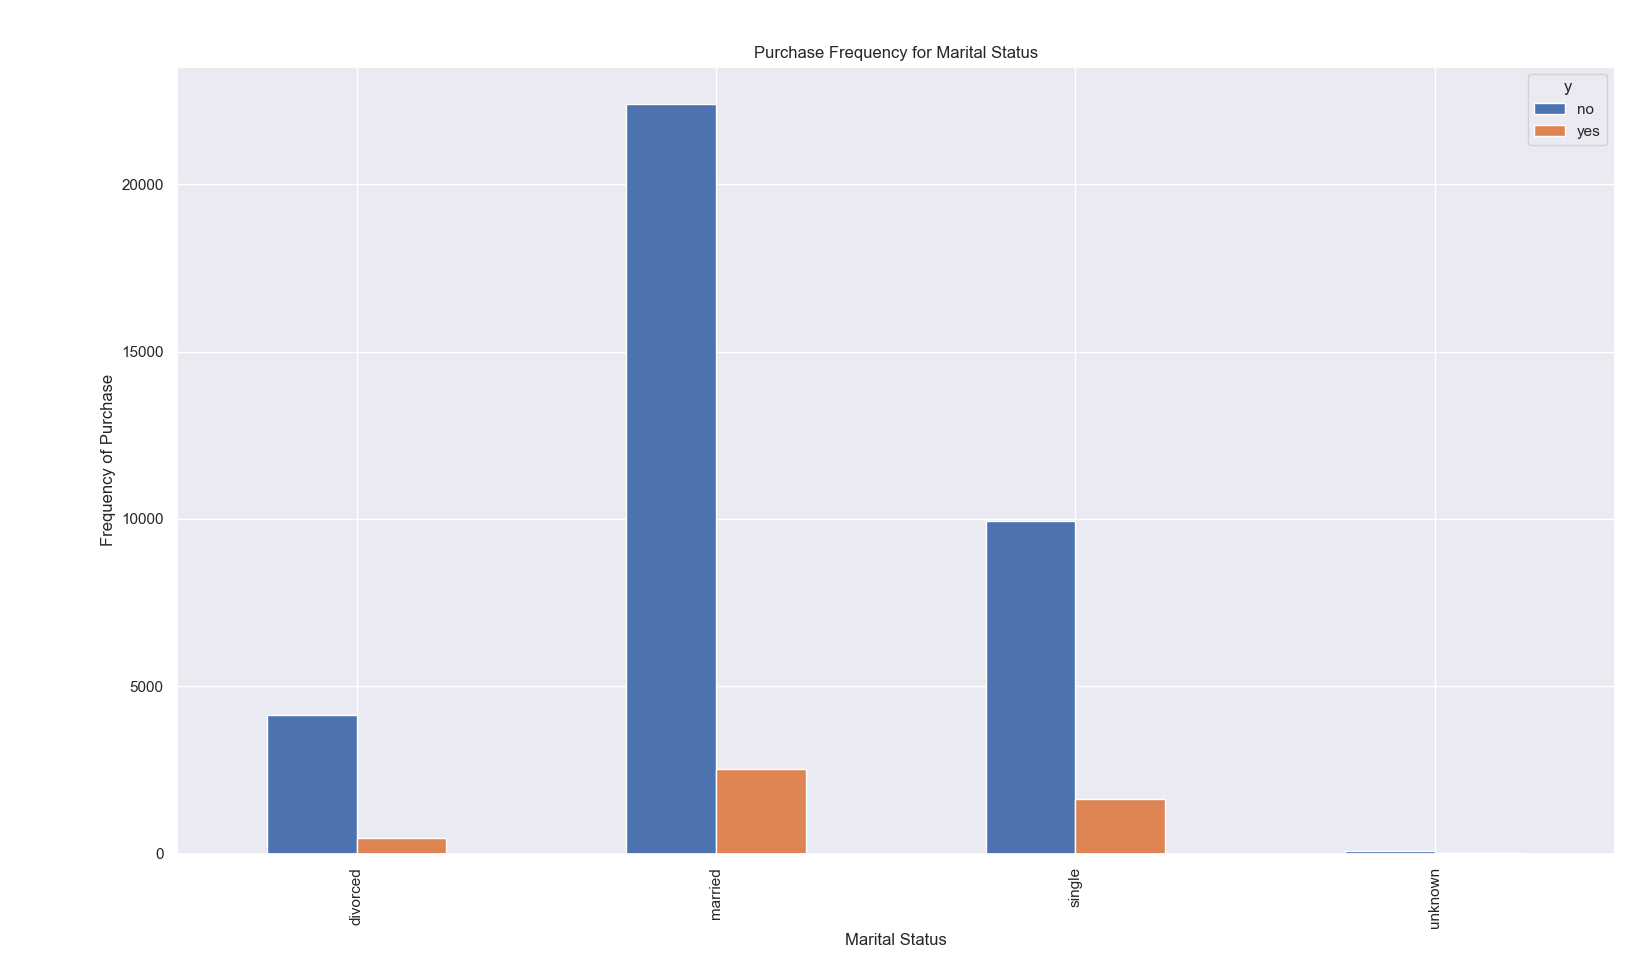 Purchase Frequency for Marital Status
y
no
yes
20000
15000
10000
5000
0
Frequency of Purchase
divorced
married
single
unknown
Marital Status